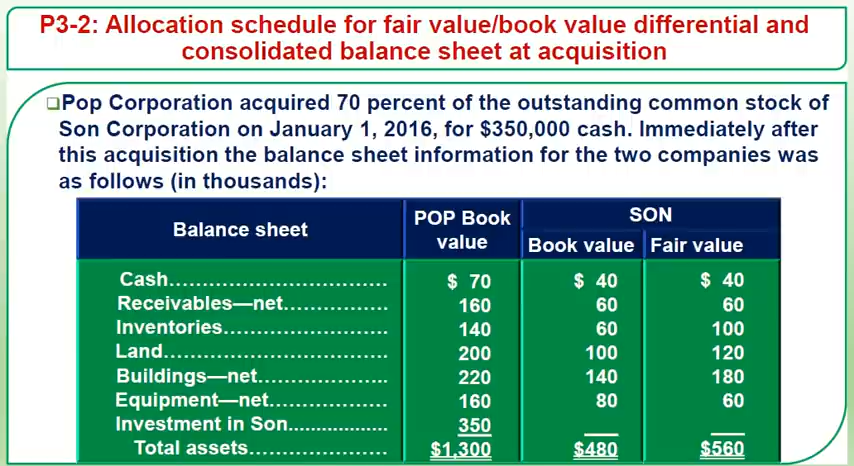 P3-2: Allocation schedule for fair value/book value differential and
consolidated balance sheet at acquisition
❑Pop Corporation acquired 70 percent of the outstanding common stock of
Son Corporation on January 1, 2016, for $350,000 cash. Immediately after
this acquisition the balance sheet information for the two companies was
as follows (in thousands):
Balance sheet POP Book value SON
Book value Fair value
Cash................................. $ 70 $ 40 $ 40
Receivables—net................ 160 60 60
Inventories......................... 140 60 100
Land.................................. 200 100 120
Buildings—net.................... 220 140 180
Equipment—net.................. 160 80 60
Investment in Son................... 350
Total assets..................... $1,300 $480 $560